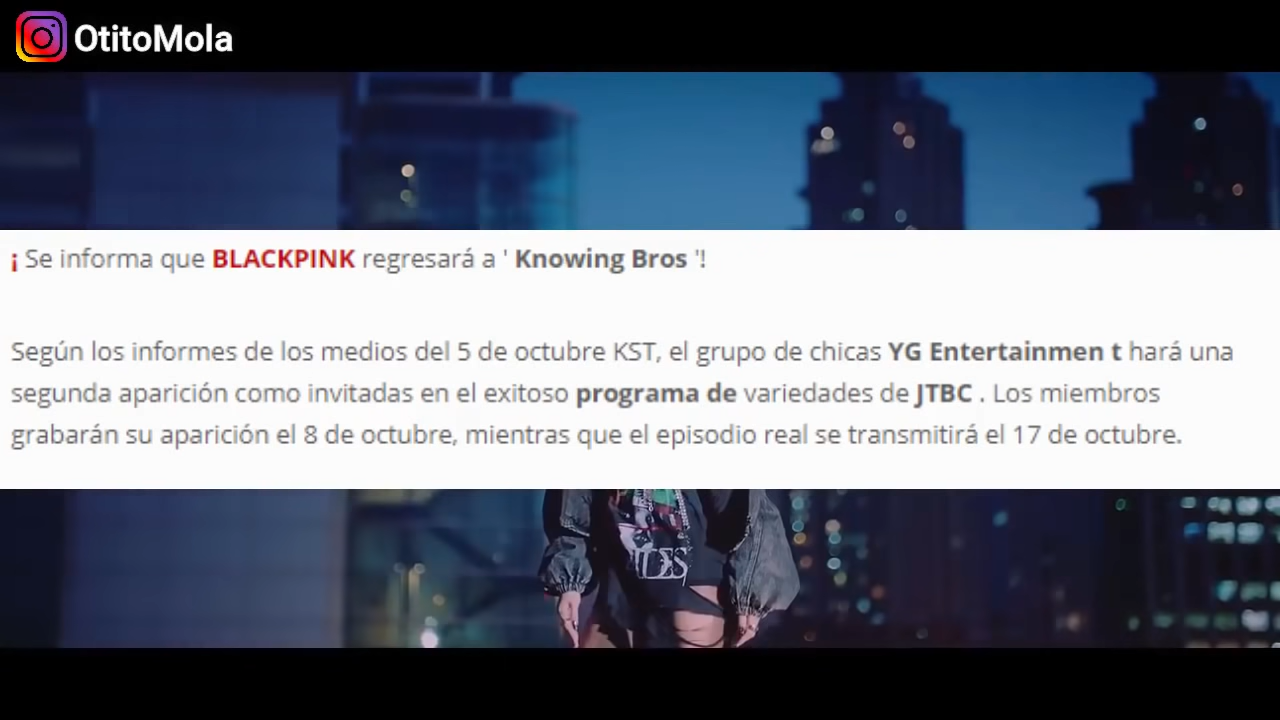 OtitoMola
¡ Se informa que BLACKPINK regresará a ' Knowing Bros '!
Según los informes de los medios del 5 de octubre KST, el grupo de chicas YG Entertainmen t hará una
segunda aparición como invitadas en el exitoso programa de variedades de JTBC . Los miembros
grabarán su aparición el 8 de octubre, mientras que el episodio real se transmitirá el 17 de octubre.